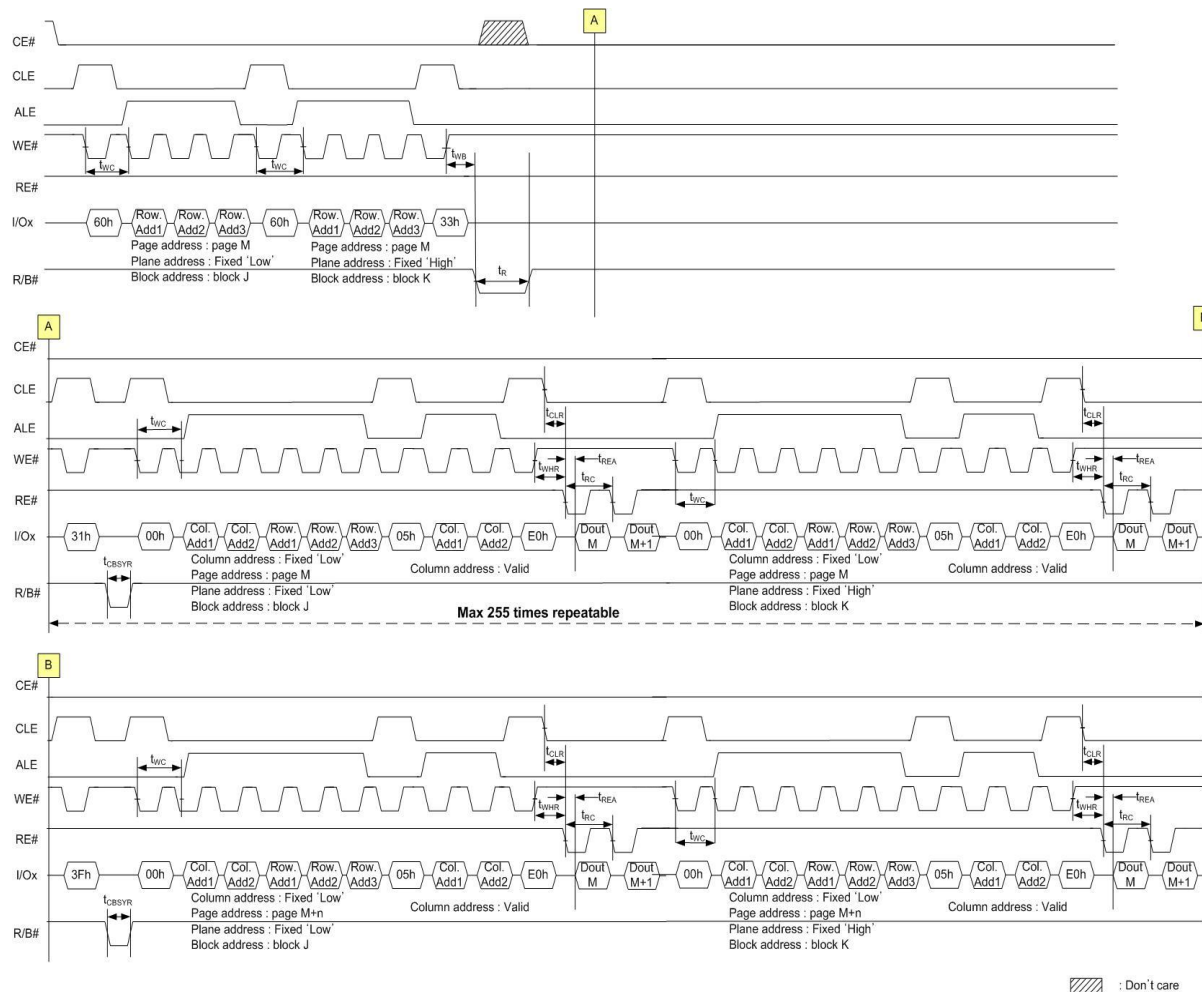 A
CE#
CLE
ALE
WE#
tWC
tWC
tWB
RE#
I/Ox
60h
Row. Add1
Row. Add2
Row. Add3
60h
Row. Add1
Row. Add2
Row. Add3
33h
Page address : page M
Plane address : Fixed 'Low'
Block address : block J
Page address : page M
Plane address : Fixed 'High'
Block address : block K
R/B#
tR
A
CE#
CLE
tCLR
tCLR
ALE
tWC
WE#
tWHR
tREA
tRC
tWHR
tREA
tRC
RE#
tWC
I/Ox
31h
00h
Col. Add1
Col. Add2
Row. Add1
Row. Add2
Row. Add3
05h
Col. Add1
Col. Add2
E0h
Dout M
Dout M+1
00h
Col. Add1
Col. Add2
Row. Add1
Row. Add2
Row. Add3
05h
Col. Add1
Col. Add2
E0h
Dout M
Dout M+1
tCBSYR
Column address : Fixed 'Low'
Page address : page M
Plane address : Fixed 'Low'
Block address : block J
Column address : Valid
Column address : Fixed 'Low'
Page address : page M
Plane address : Fixed 'High'
Block address : block K
Column address : Valid
R/B#
Max 255 times repeatable
B
CE#
CLE
tCLR
tCLR
ALE
tWC
WE#
tWHR
tREA
tRC
tWHR
tREA
tRC
RE#
tWC
I/Ox
3Fh
00h
Col. Add1
Col. Add2
Row. Add1
Row. Add2
Row. Add3
05h
Col. Add1
Col. Add2
E0h
Dout M
Dout M+1
00h
Col. Add1
Col. Add2
Row. Add1
Row. Add2
Row. Add3
05h
Col. Add1
Col. Add2
E0h
Dout M
Dout M+1
tCBSYR
Column address : Fixed 'Low'
Page address : page M+n
Plane address : Fixed 'Low'
Block address : block J
Column address : Valid
Column address : Fixed 'Low'
Page address : page M+n
Plane address : Fixed 'High'
Block address : block K
Column address : Valid
R/B#
: Don't care